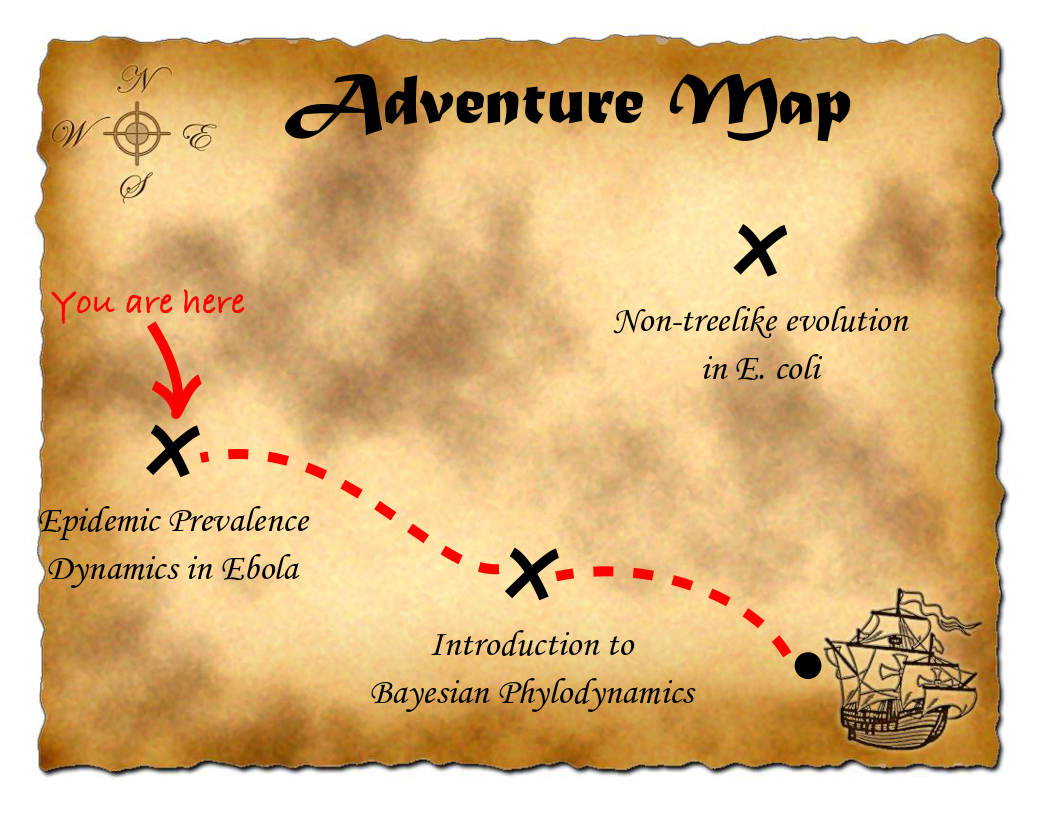 Adventure Map
N
W E
S
You are here
Non-treelike evolution
in E. coli
Epidemic Prevalence
Dynamics in Ebola
Introduction to
Bayesian Phylodynamics